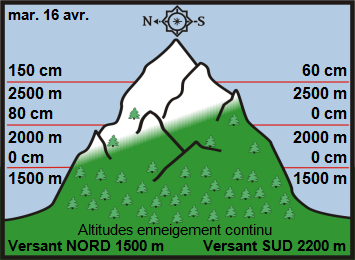 mar. 16 avr.
N S
150 cm 60 cm
2500 m 2500 m
80 cm 0 cm
2000 m 2000 m
0 cm 0 cm
1500 m 1500 m
Altitudes enneigement continu
Versant NORD 1500 m Versant SUD 2200 m